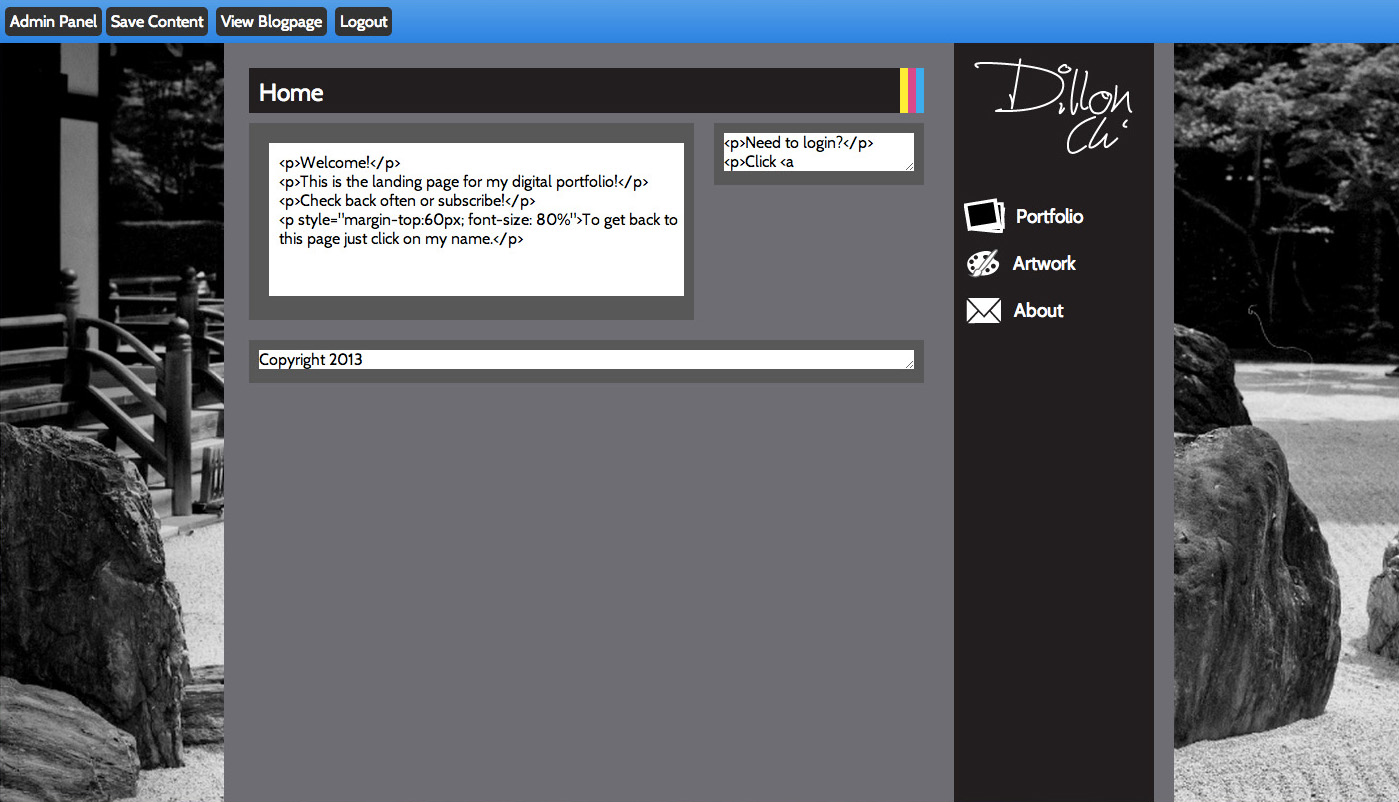 Admin Panel Save Content View Blogpage Logout
Home
<p>Welcome!</p>
<p>This is the landing page for my digital portfolio!</p>
<p>Check back often or subscribe!</p>
<p style="margin-top:60px; font-size: 80%">To get back to
this page just click on my name.</p>
<p>Need to login?</p>
<p>Click <a
Copyright 2013
Dillon
Chi
Portfolio
Artwork
About